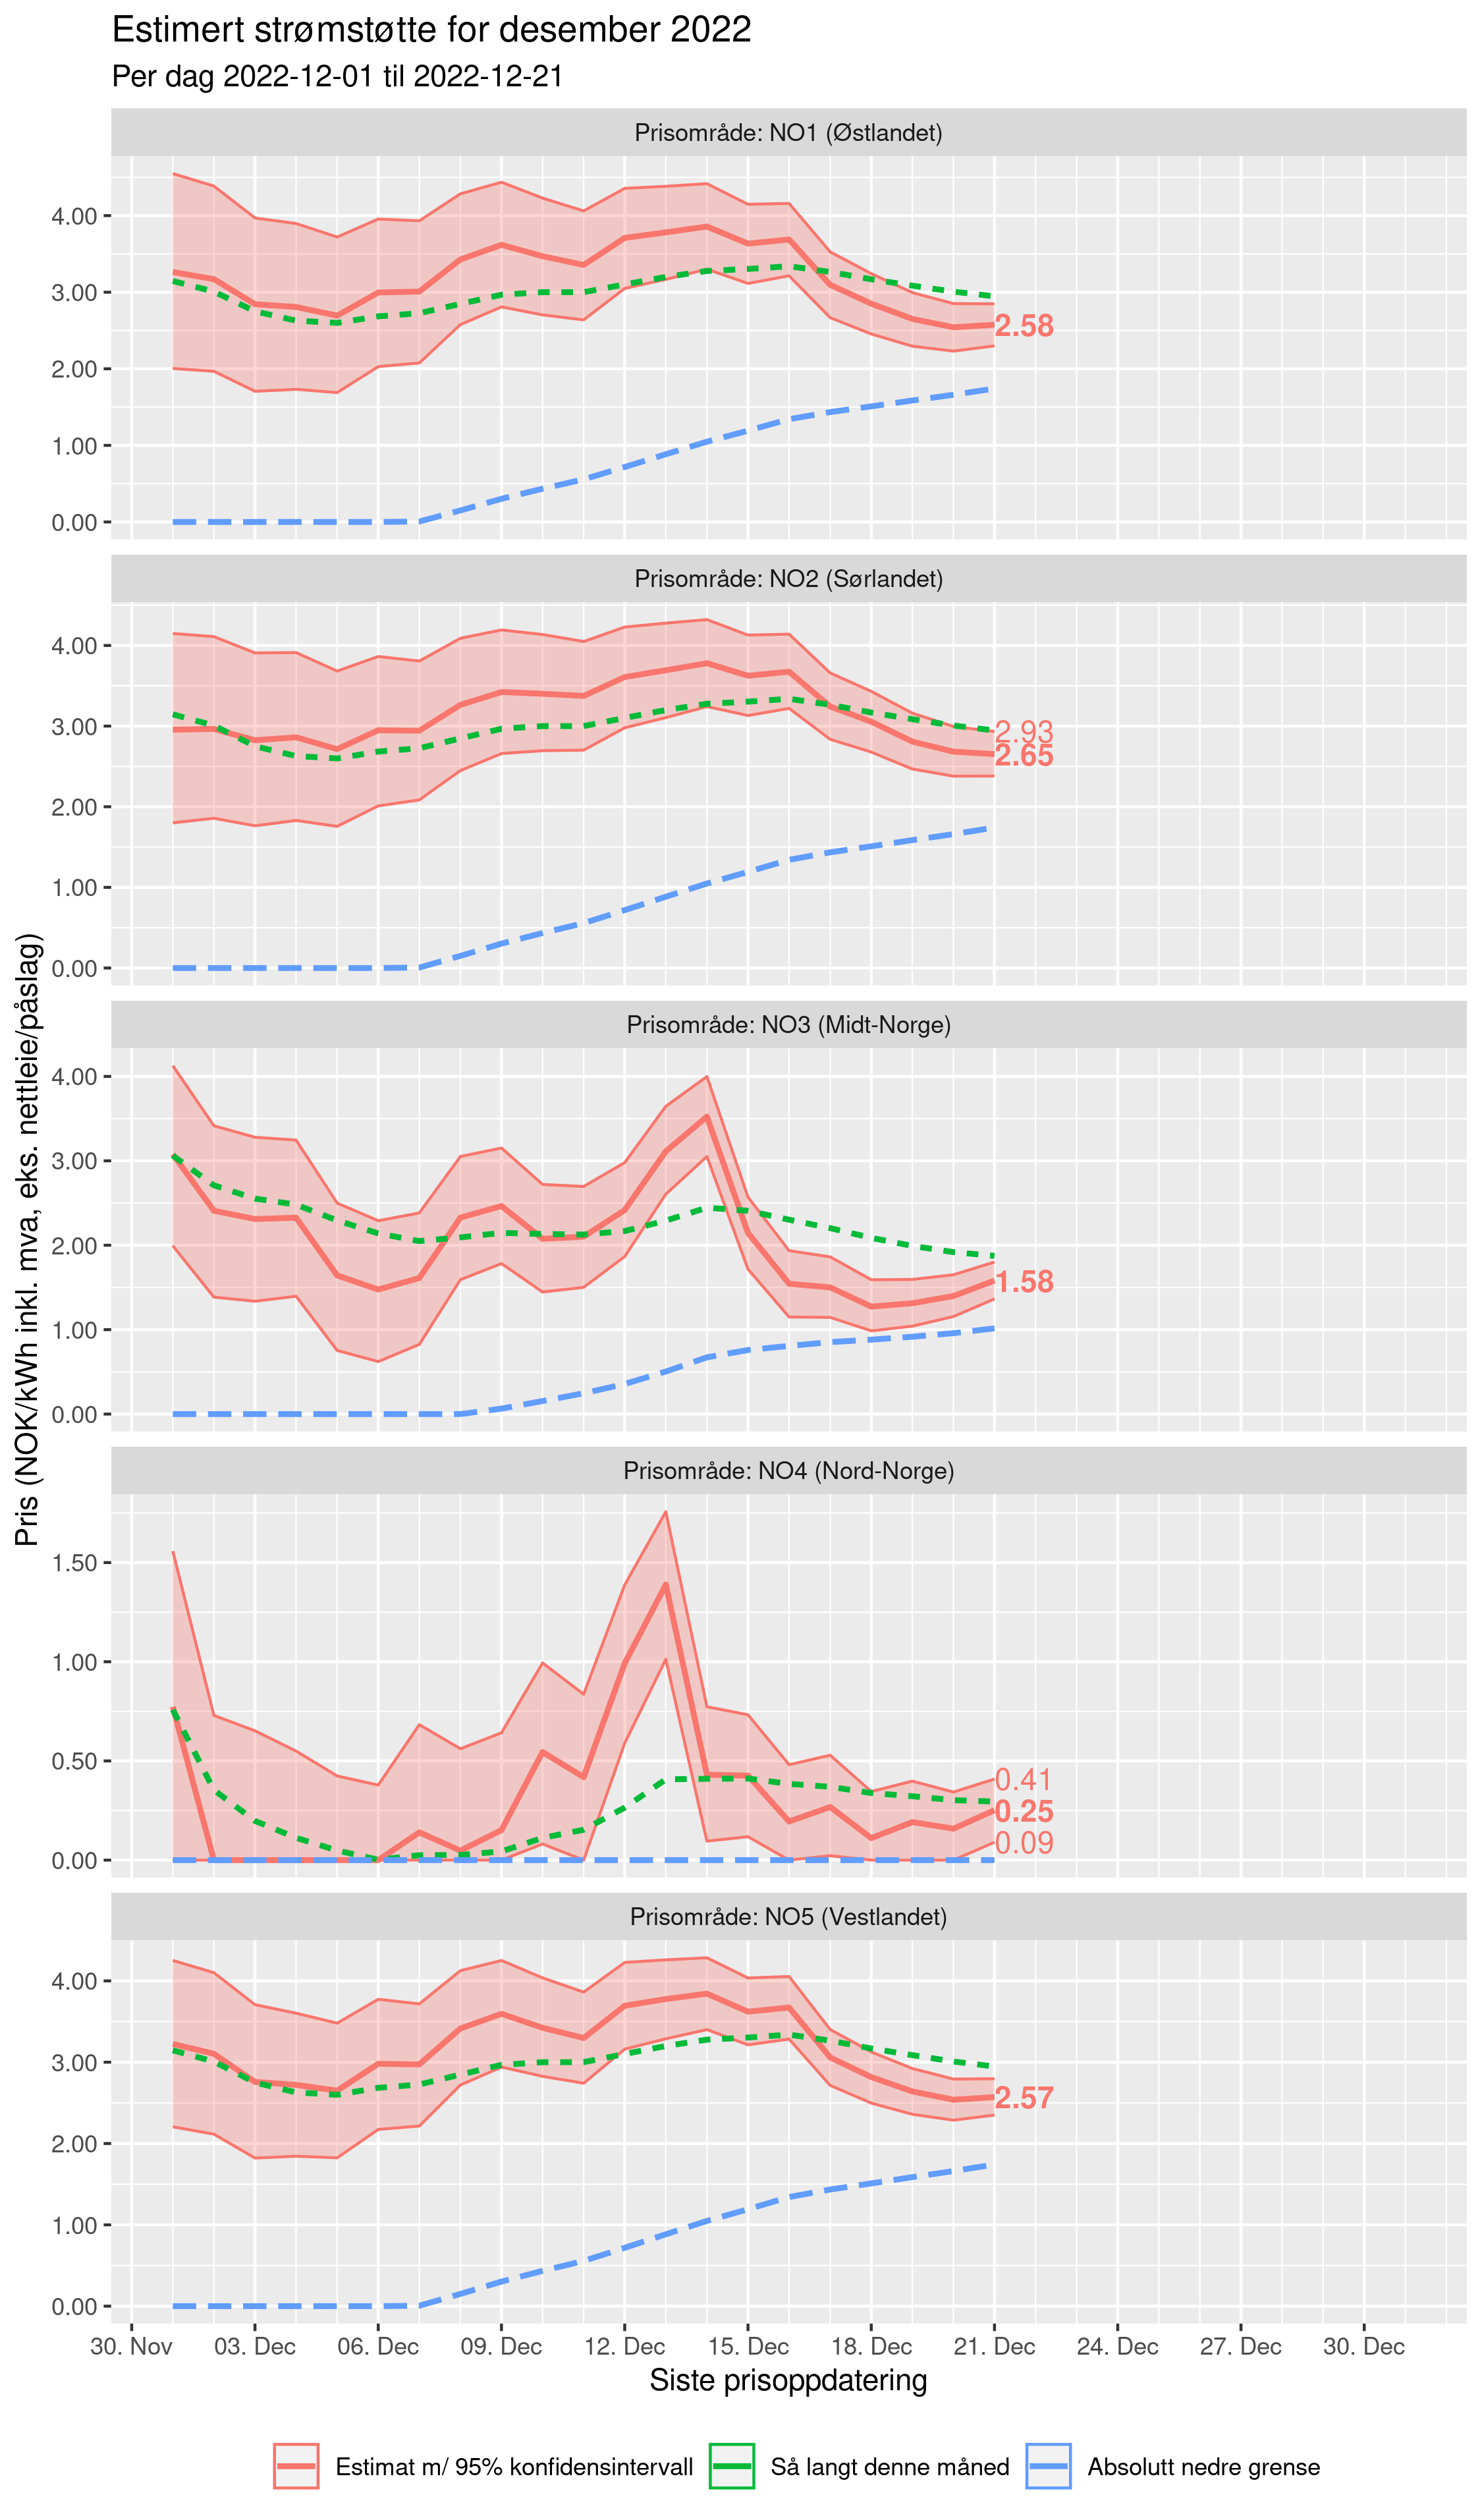 Estimert strømstøtte for desember 2022
Per dag 2022-12-01 til 2022-12-21
Pris (NOK/kWh inkl. mva, eks. nettleie/påslag)
Prisområde: NO1 (Østlandet)
4.00
3.00
2.00
1.00
0.00
2.58
Prisområde: NO2 (Sørlandet)
4.00
3.00
2.00
1.00
0.00
2.93
2.65
Prisområde: NO3 (Midt-Norge)
4.00
3.00
2.00
1.00
0.00
1.58
Prisområde: NO4 (Nord-Norge)
1.50
1.00
0.50
0.00
0.41
0.25
0.09
Prisområde: NO5 (Vestlandet)
4.00
3.00
2.00
1.00
0.00
2.57
30. Nov 03. Dec 06. Dec 09. Dec 12. Dec 15. Dec 18. Dec 21. Dec 24. Dec 27. Dec 30. Dec
Siste prisoppdatering
Estimat m/ 95% konfidensintervall Så langt denne måned Absolutt nedre grense